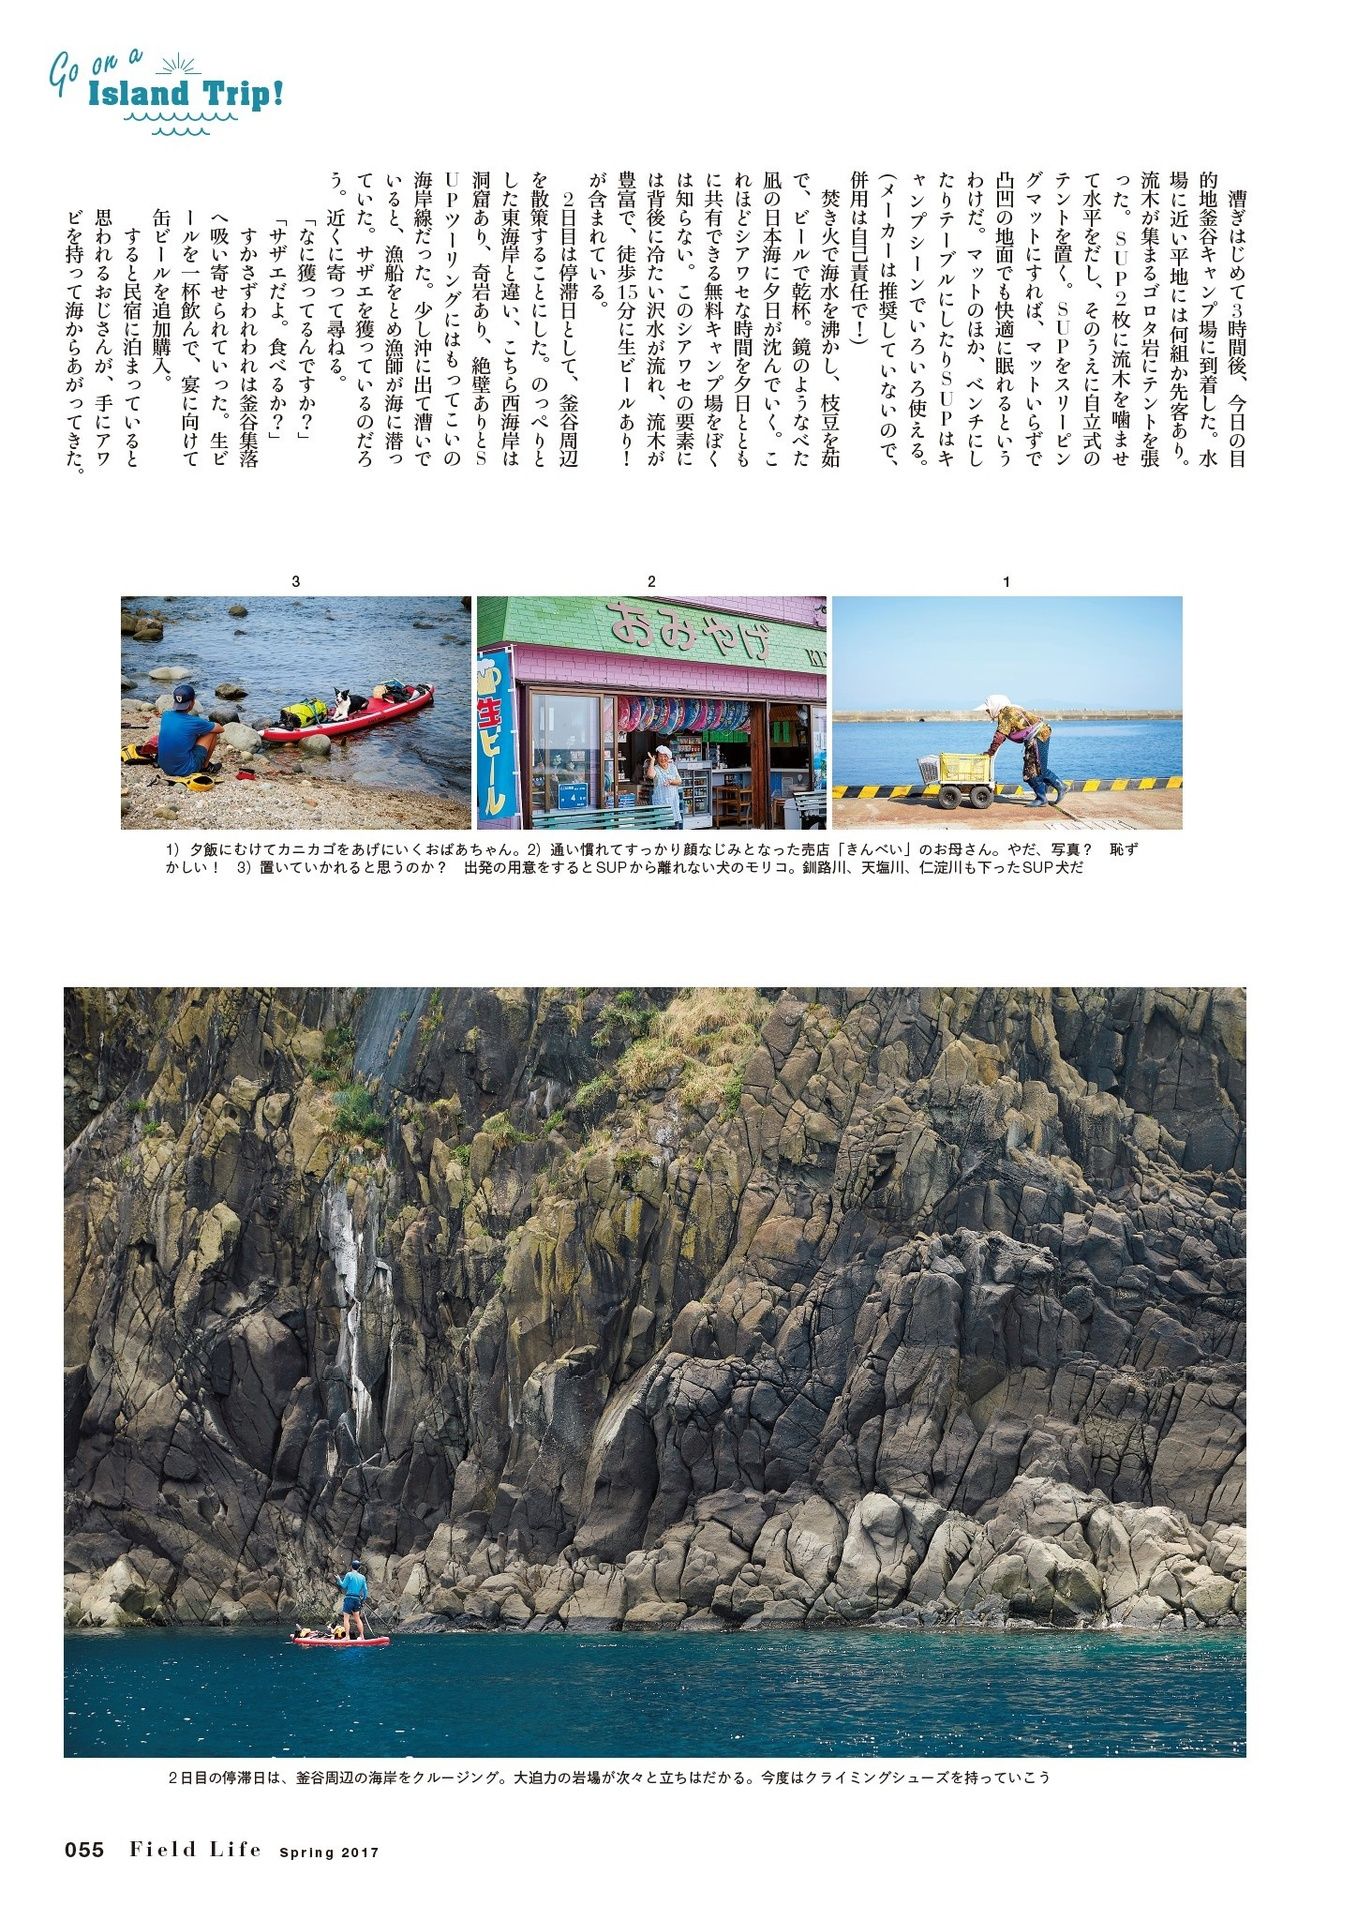 Go on a
Island Trip!
漕ぎはじめて3時間後、今日の目
的地釜谷キャンプ場に到着した。水
場に近い平地には何組か先客あり。
流木が集まるゴロタ岩にテントを張
った。SUP2枚に流木を噛ませ
て水平をだし、そのうえに自立式の
テントを置く。SUPをスリーピン
グマットにすれば、マットいらずで
凸凹の地面でも快適に眠れるという
わけだ。マットのほか、ベンチにし
たりテーブルにしたりSUPはキ
ャンプシーンでいろいろ使える。
(メーカーは推奨していないので、
併用は自己責任で!)
焚き火で海水を沸かし、枝豆を茹
で、ビールで乾杯。鏡のようなべた
凪の日本海に夕日が沈んでいく。こ
れほどシアワセな時間を夕日ととも
に共有できる無料キャンプ場をぼく
は知らない。このシアワセの要素に
は背後に冷たい沢水が流れ、流木が
豊富で、徒歩15分に生ビールあり!
が含まれている。
2日目は停滞日として、釜谷周辺
を散策することにした。のっぺりと
した東海岸と違い、こちら西海岸は
洞窟あり、奇岩あり、絶壁ありとS
UPツーリングにはもってこいの
海岸線だった。少し沖に出て漕いで
いると、漁船をとめ漁師が海に潜っ
ていた。サザエを獲っているのだろ
う。近くに寄って尋ねる。
「なに獲ってるんですか?」
「サザエだよ。食べるか?」
すかさずわれわれは釜谷集落
へ吸い寄せられていった。生ビ
ールを一杯飲んで、宴に向けて
缶ビールを追加購入。
すると民宿に泊まっていると
思われるおじさんが、手にアワ
ビを持って海からあがってきた。
3
2
1
おみやげ
生ビール
1) 夕飯にむけてカニカゴをあげにいくおばあちゃん。2) 通い慣れてすっかり顔なじみとなった売店「きんぺい」のお母さん。やだ、写真? 恥ず
かしい! 3) 置いていかれると思うのか? 出発の用意をするとSUPから離れない犬のモリコ。釧路川、天塩川、仁淀川も下ったSUP犬だ
2日目の停滞日は、釜谷周辺の海岸をクルージング。大迫力の岩場が次々と立ちはだかる。今度はクライミングシューズを持っていこう
055 Field Life Spring 2017